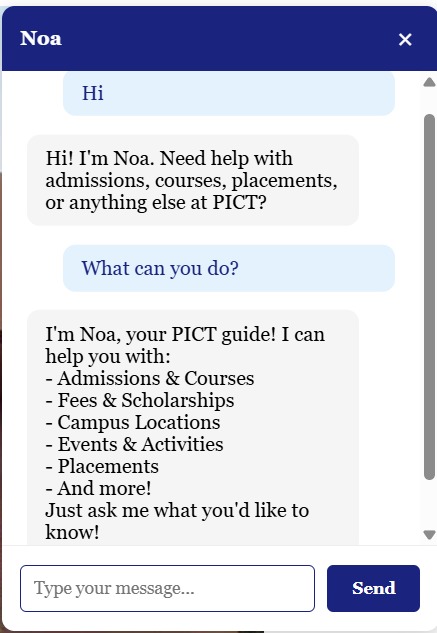 Noa
×
Hi
Hi! I'm Noa. Need help with
admissions, courses, placements,
or anything else at PICT?
What can you do?
I'm Noa, your PICT guide! I can
help you with:
- Admissions & Courses
- Fees & Scholarships
- Campus Locations
- Events & Activities
- Placements
- And more!
Just ask me what you'd like to
know!
Type your message...
Send